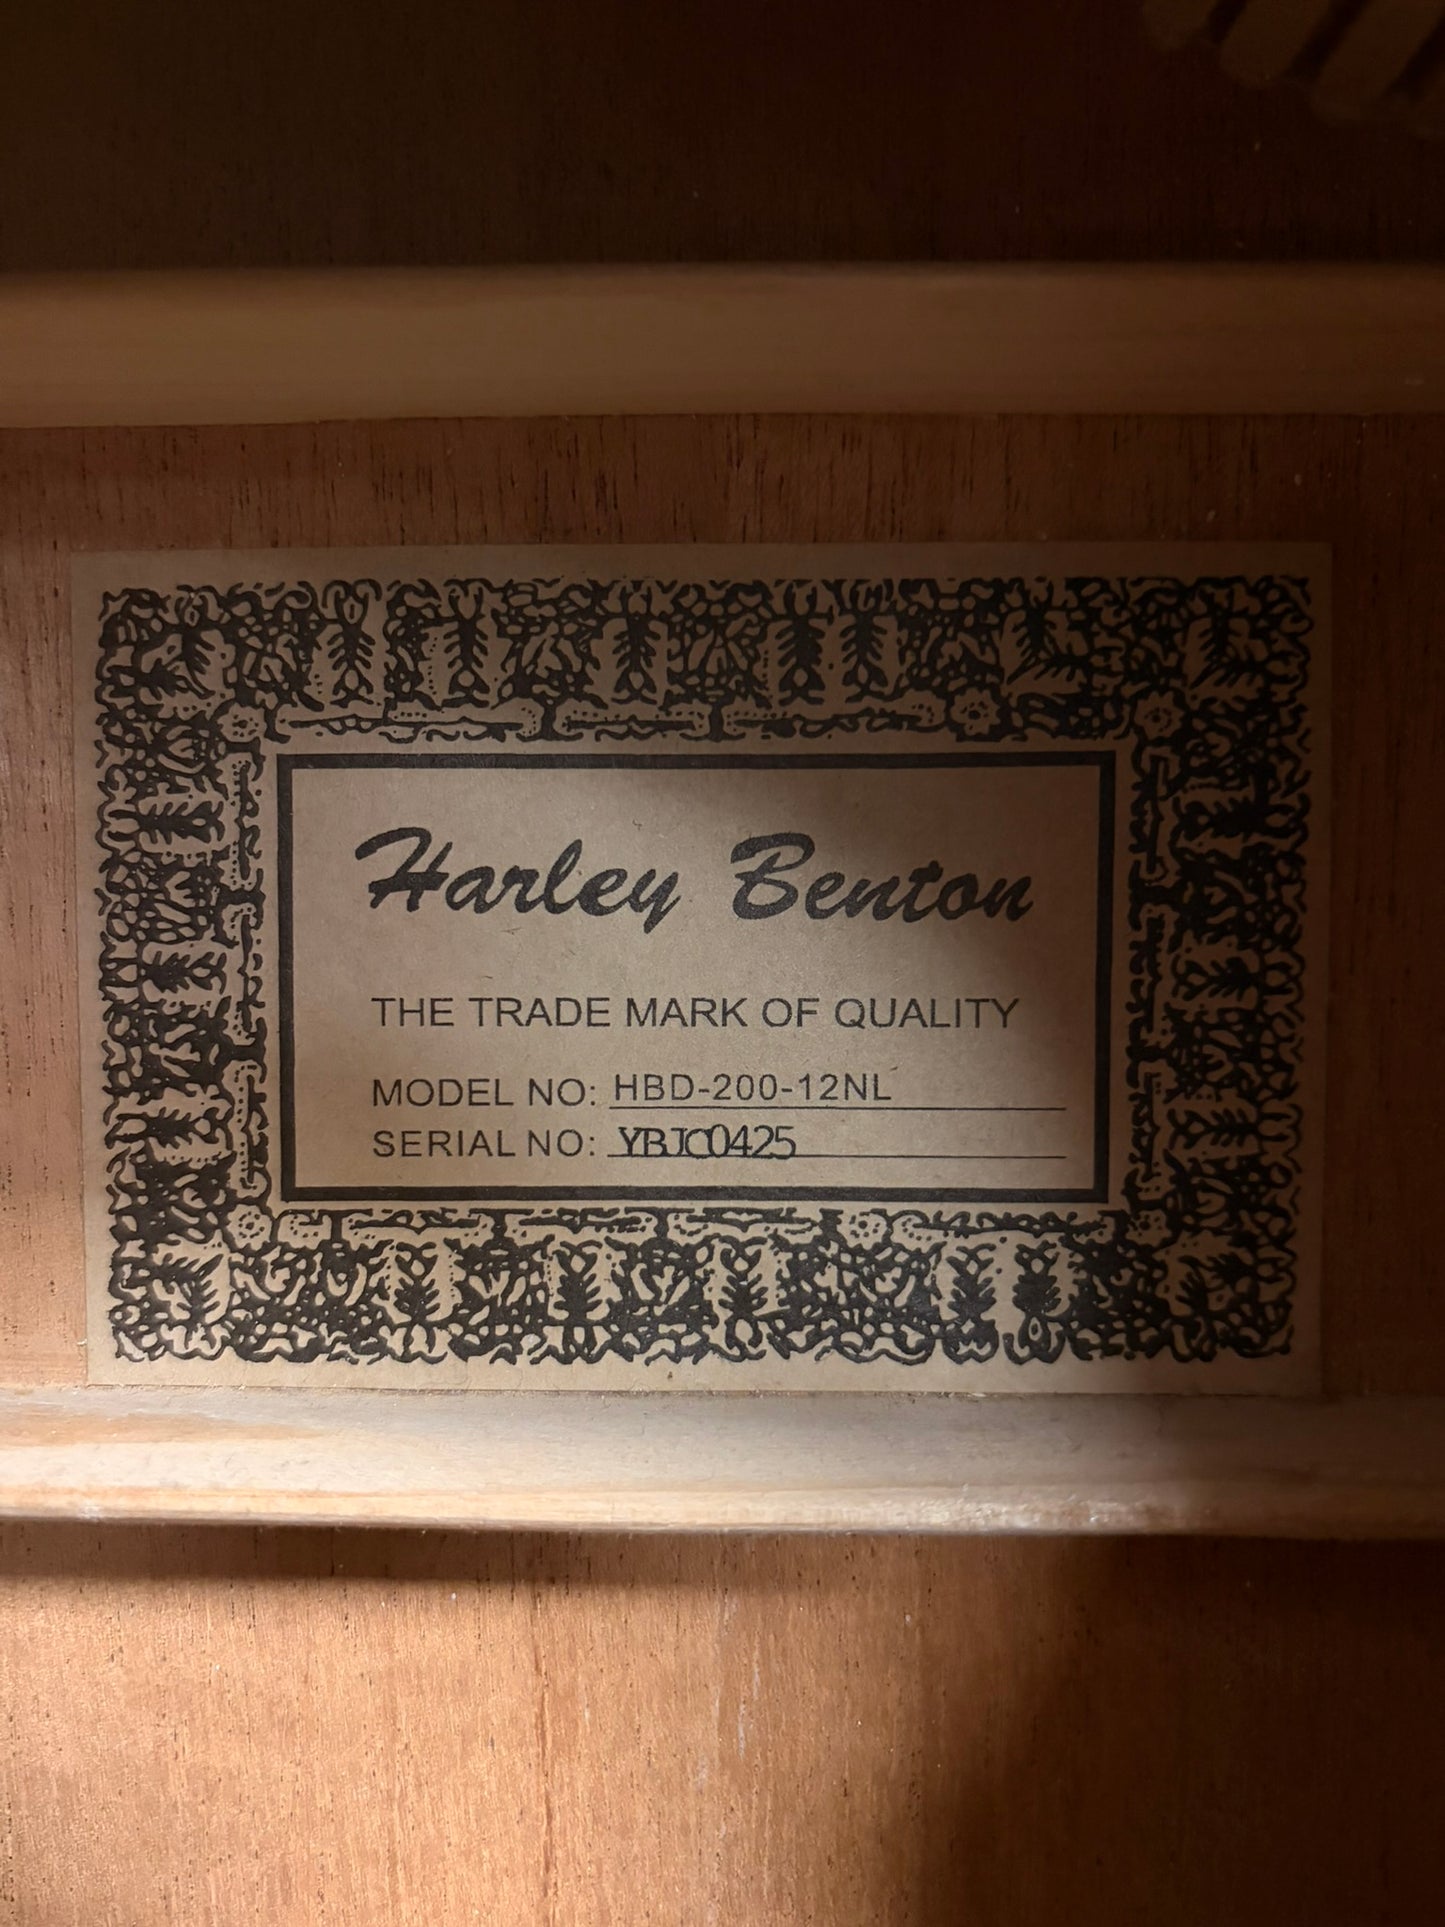 Harley Benton
THE TRADE MARK OF QUALITY
MODEL NO: HBD-200-12NL
SERIAL NO: YBJC0425